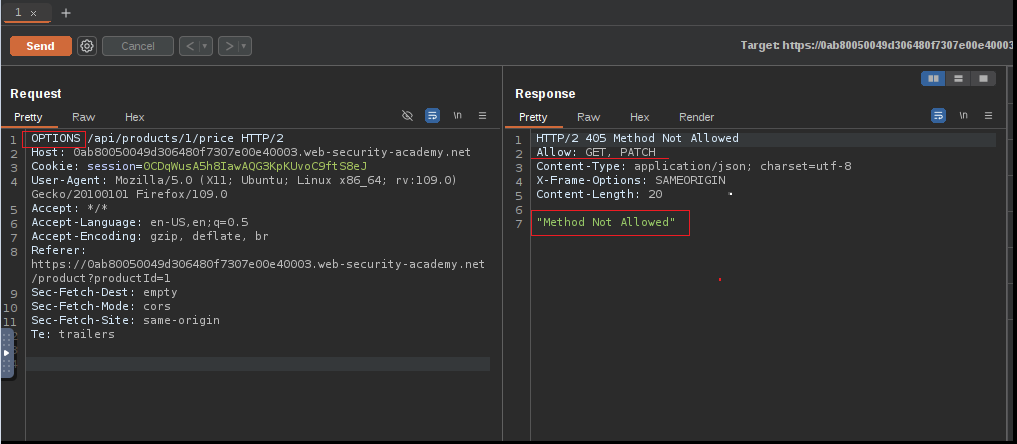 1 × +
Send Cancel < > Target: https://0ab80050049d306480f7307e00e40003
Request
Pretty Raw Hex \n
1 OPTIONS /api/products/1/price HTTP/2
2 Host: 0ab80050049d306480f7307e00e40003.web-security-academy.net
3 Cookie: session=OCDqWusA5h8IawAQG3KpKUvoC9ftS8eJ
4 User-Agent: Mozilla/5.0 (X11; Ubuntu; Linux x86_64; rv:109.0)
Gecko/20100101 Firefox/109.0
5 Accept: */*
6 Accept-Language: en-US,en;q=0.5
7 Accept-Encoding: gzip, deflate, br
8 Referer:
https://0ab80050049d306480f7307e00e40003.web-security-academy.net
/product?productId=1
9 Sec-Fetch-Dest: empty
10 Sec-Fetch-Mode: cors
11 Sec-Fetch-Site: same-origin
Te: trailers
Response
Pretty Raw Hex Render \n
1 HTTP/2 405 Method Not Allowed
2 Allow: GET, PATCH
3 Content-Type: application/json; charset=utf-8
4 X-Frame-Options: SAMEORIGIN
5 Content-Length: 20
6
7 "Method Not Allowed"